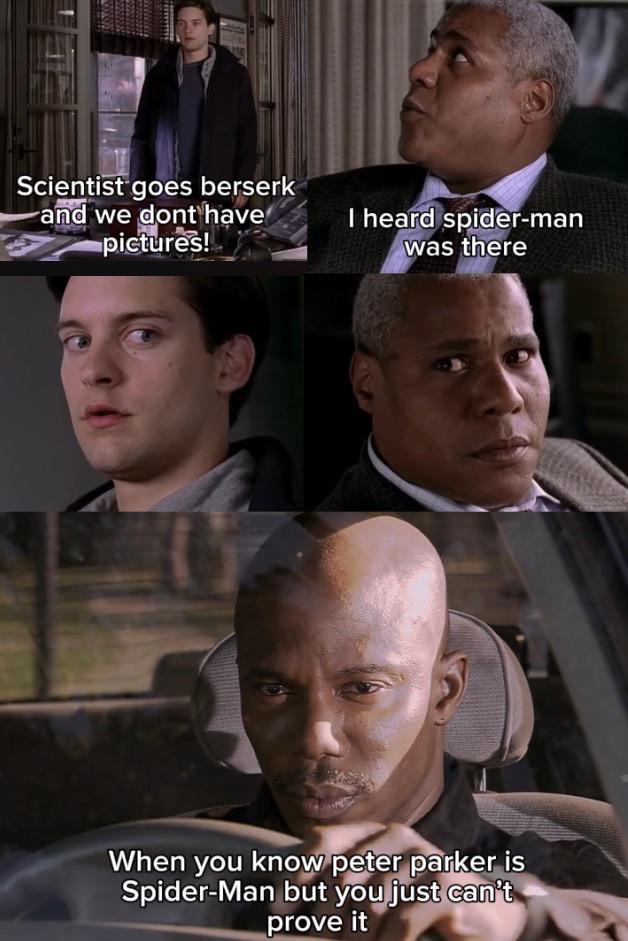 Scientist goes berserk
and we dont have
pictures!
I heard spider-man
was there
When you know peter parker is
Spider-Man but you just can't
prove it